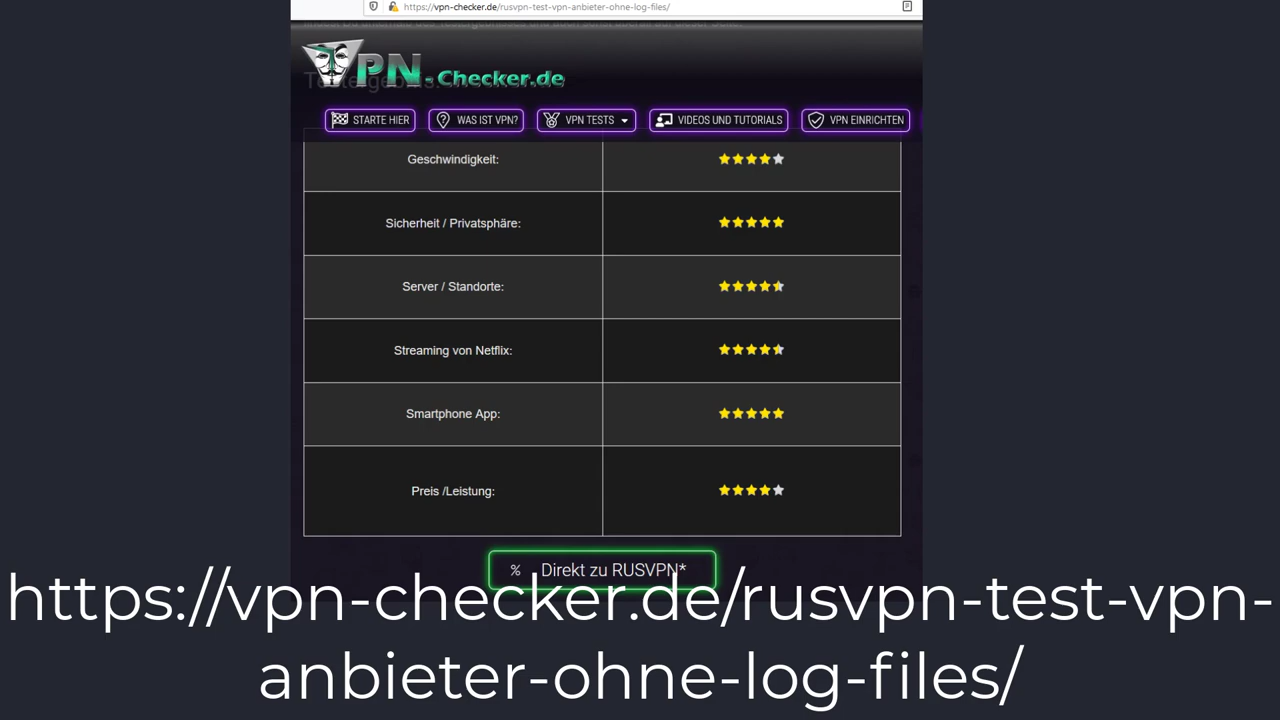 https://vpn-checker.de/rusvpn-test-vpn-anbieter-ohne-log-files/
VPN - Checker.de
STARTE HIER
WAS IST VPN?
VPN TESTS
VIDEOS UND TUTORIALS
VPN EINRICHTEN
Geschwindigkeit:
Sicherheit / Privatsphäre:
Server / Standorte:
Streaming von Netflix:
Smartphone App:
Preis /Leistung:
% Direkt zu RUSVPN*
https://vpn-checker.de/rusvpn-test-vpn-
anbieter-ohne-log-files/